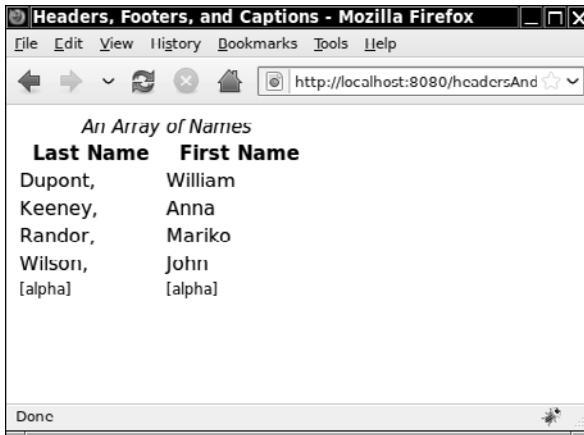 Headers, Footers, and Captions - Mozilla Firefox
File Edit View History Bookmarks Tools Help
http://localhost:8080/headersAnd
An Array of Names
Last Name First Name
Dupont, William
Keeney, Anna
Randor, Mariko
Wilson, John
[alpha] [alpha]
Done